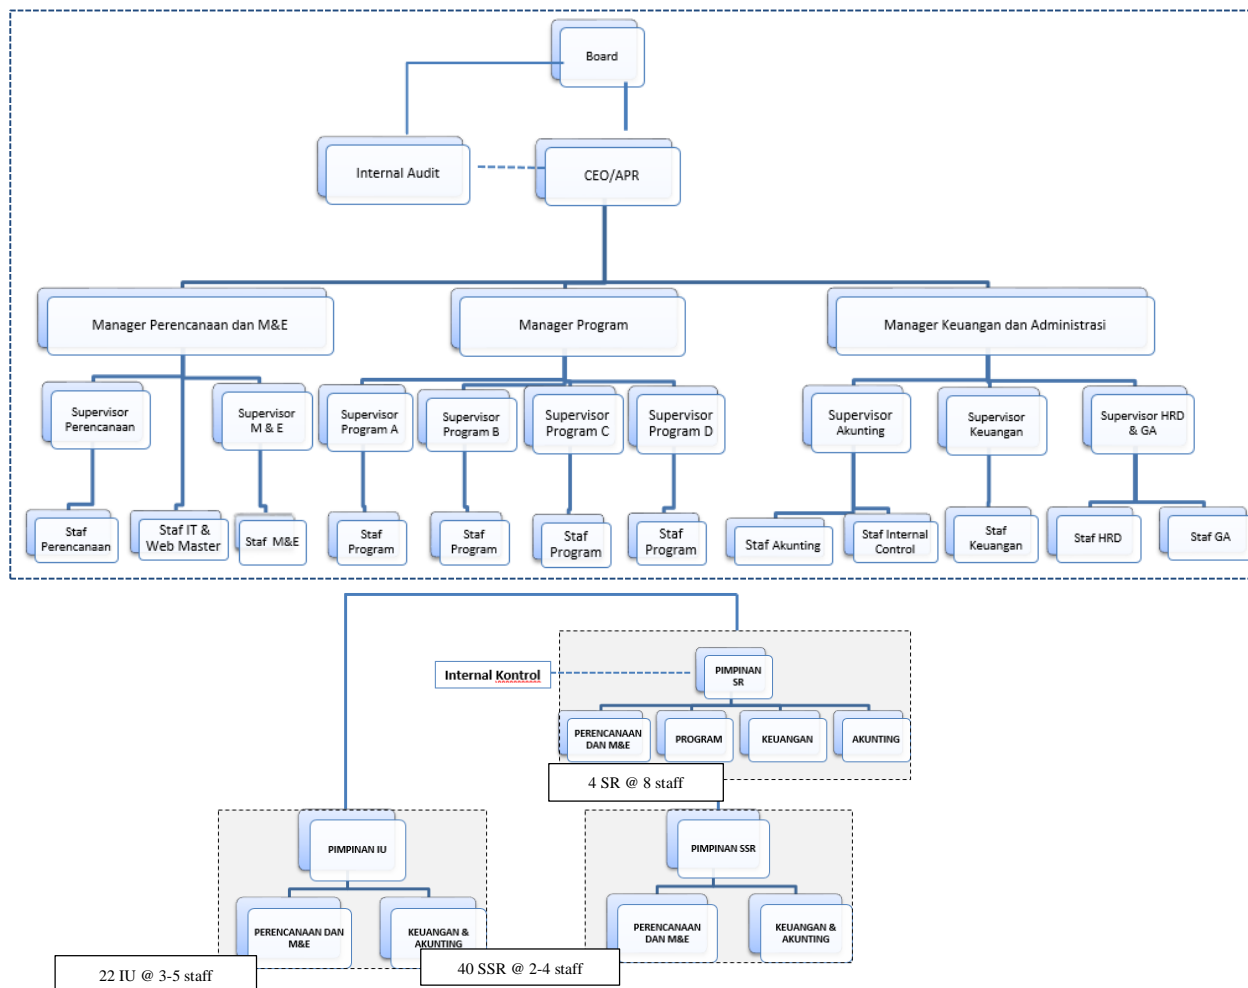 Board
Internal Audit
CEO/APR
Manager Perencanaan dan M&E
Manager Program
Manager Keuangan dan Administrasi
Supervisor
Perencanaan
Supervisor
M & E
Supervisor
Program A
Supervisor
Program B
Supervisor
Program C
Supervisor
Program D
Supervisor
Akunting
Supervisor
Keuangan
Supervisor HRD
& GA
Staf
Perencanaan
Staf IT &
Web Master
Staf M&E
Staf
Program
Staf
Program
Staf
Program
Staf
Program
Staf Akunting
Staf Internal
Control
Staf
Keuangan
Staf HRD
Staf GA
Internal Kontrol
PIMPINAN
SR
PERENCANAAN
DAN M&E
PROGRAM
KEUANGAN
AKUNTING
4 SR @ 8 staff
PIMPINAN IU
PERENCANAAN DAN
M&E
KEUANGAN &
AKUNTING
22 IU @ 3-5 staff
PIMPINAN SSR
PERENCANAAN
DAN M&E
KEUANGAN &
AKUNTING
40 SSR @ 2-4 staff